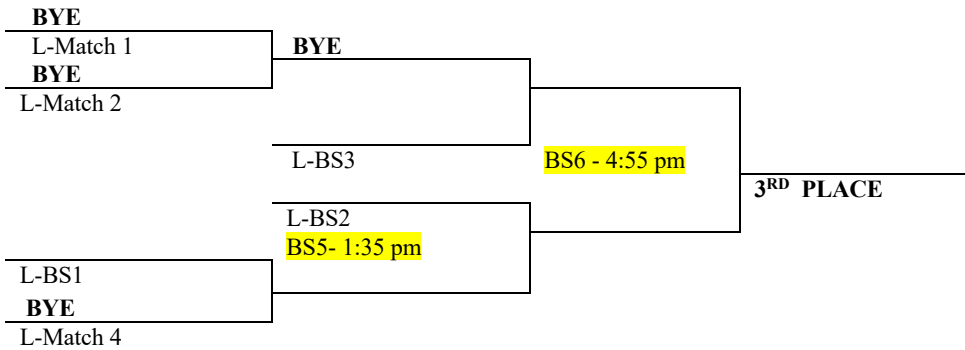 BYE
L-Match 1
BYE
BYE
L-Match 2
L-BS3
BS6 - 4:55 pm
3RD PLACE
L-BS2
BS5- 1:35 pm
L-BS1
BYE
L-Match 4